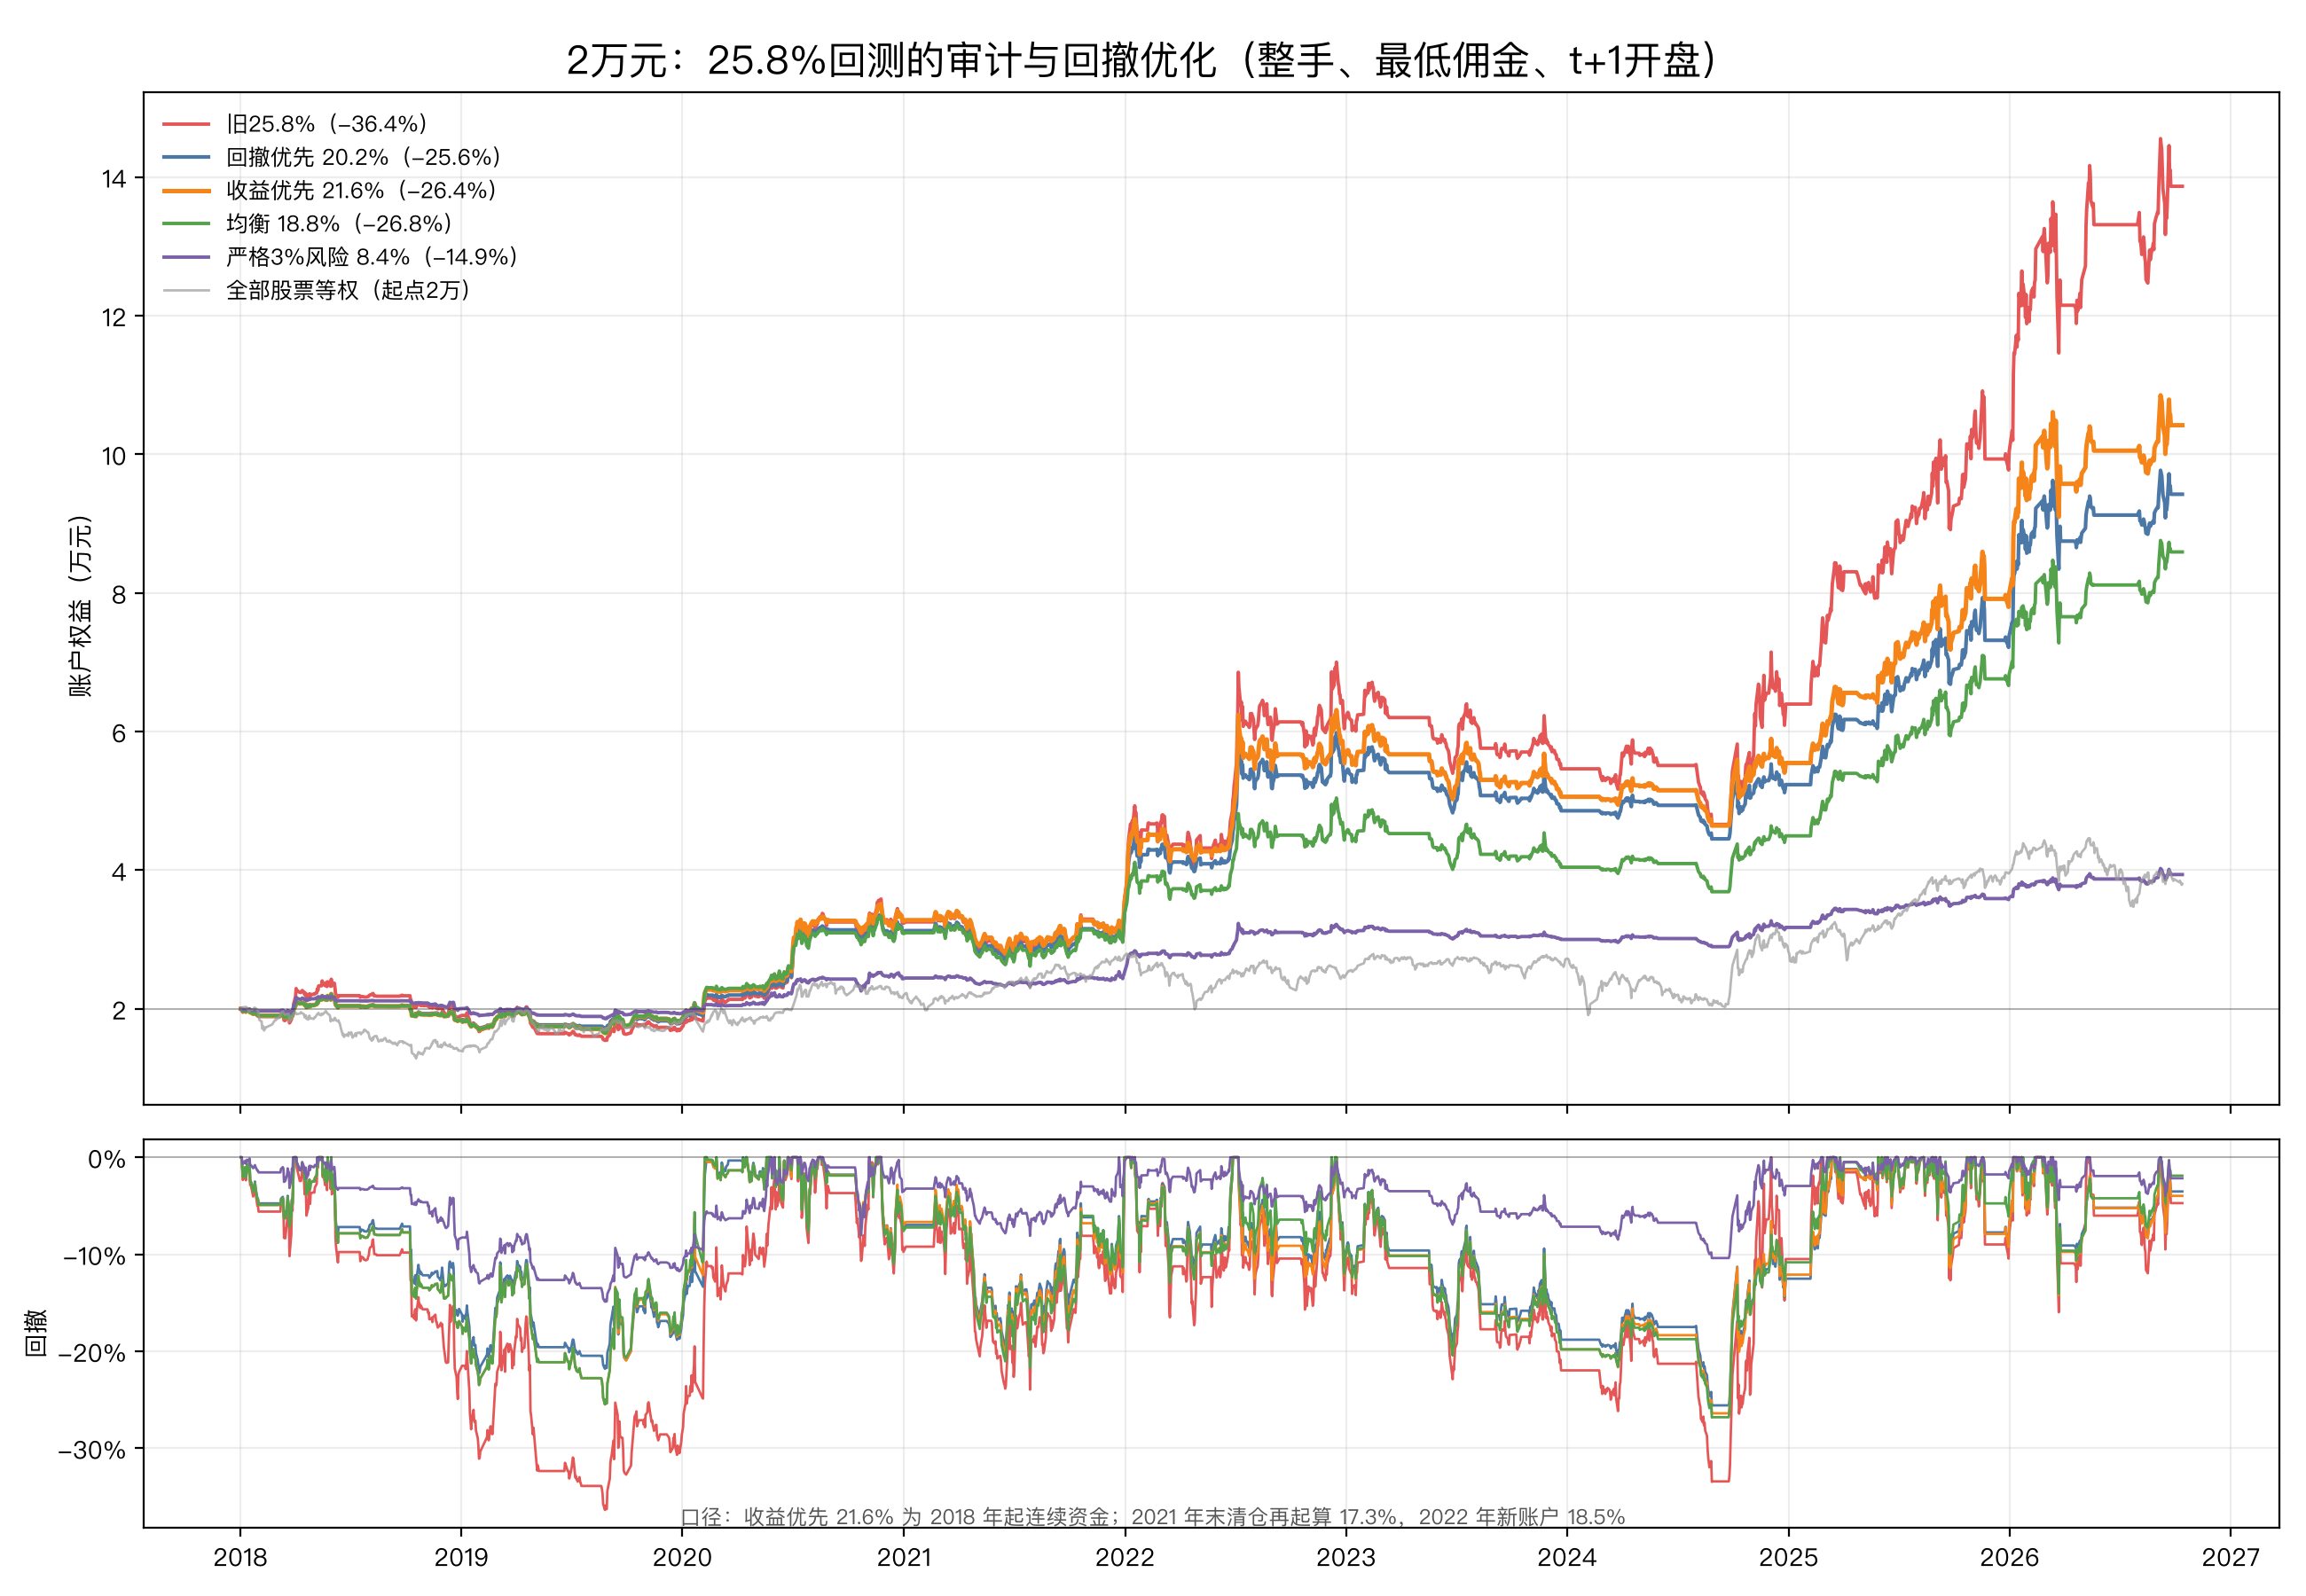 2万元：25.8%回测的审计与回撤优化（整手、最低佣金、t+1开盘）
旧25.8%（−36.4%）
回撤优先 20.2%（−25.6%）
收益优先 21.6%（−26.4%）
均衡 18.8%（−26.8%）
严格3%风险 8.4%（−14.9%）
全部股票等权（起点2万）
账户权益（万元）
14
12
10
8
6
4
2
回撤
0%
−10%
−20%
−30%
口径：收益优先 21.6% 为 2018 年起连续资金；2021 年末清仓再起算 17.3%，2022 年新账户 18.5%
2018
2019
2020
2021
2022
2023
2024
2025
2026
2027